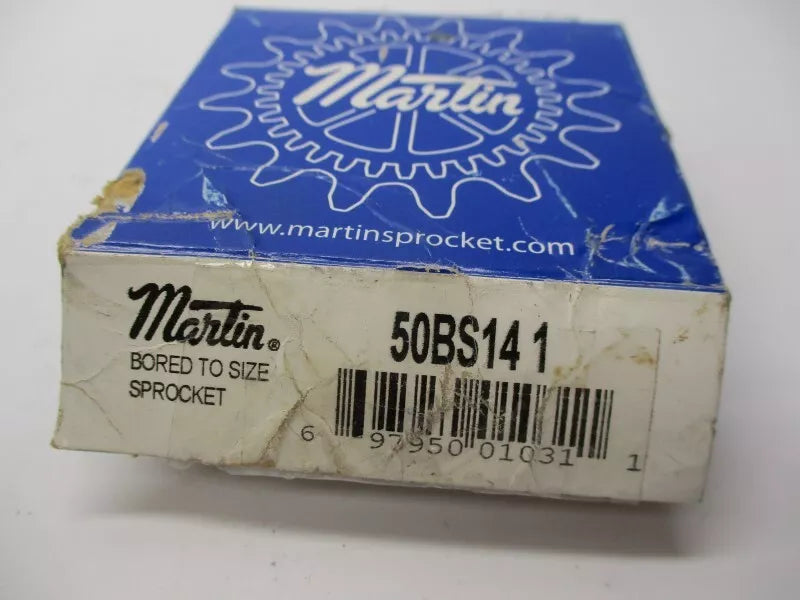 Martin
www.martinsprocket.com
Martin®
BORED TO SIZE
SPROCKET
50BS14 1
6 97950 01031 1